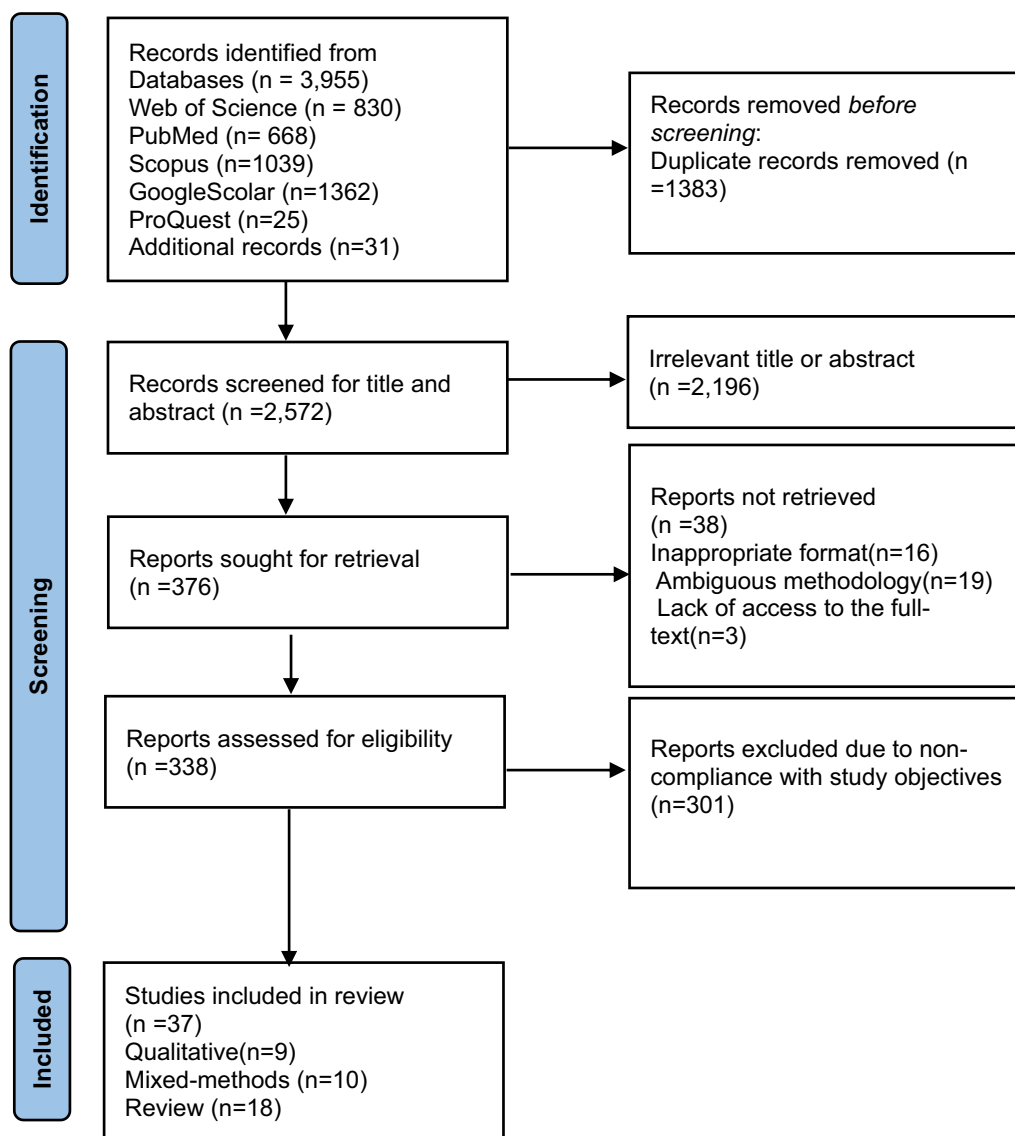 Identification
Records identified from
Databases (n = 3,955)
Web of Science (n = 830)
PubMed (n= 668)
Scopus (n=1039)
GoogleScolar (n=1362)
ProQuest (n=25)
Additional records (n=31)
Records removed before
screening:
Duplicate records removed (n
=1383)
Screening
Records screened for title and
abstract (n =2,572)
Irrelevant title or abstract
(n =2,196)
Reports sought for retrieval
(n =376)
Reports not retrieved
(n =38)
Inappropriate format(n=16)
Ambiguous methodology(n=19)
Lack of access to the full-
text(n=3)
Reports assessed for eligibility
(n =338)
Reports excluded due to non-
compliance with study objectives
(n=301)
Included
Studies included in review
(n =37)
Qualitative(n=9)
Mixed-methods (n=10)
Review (n=18)